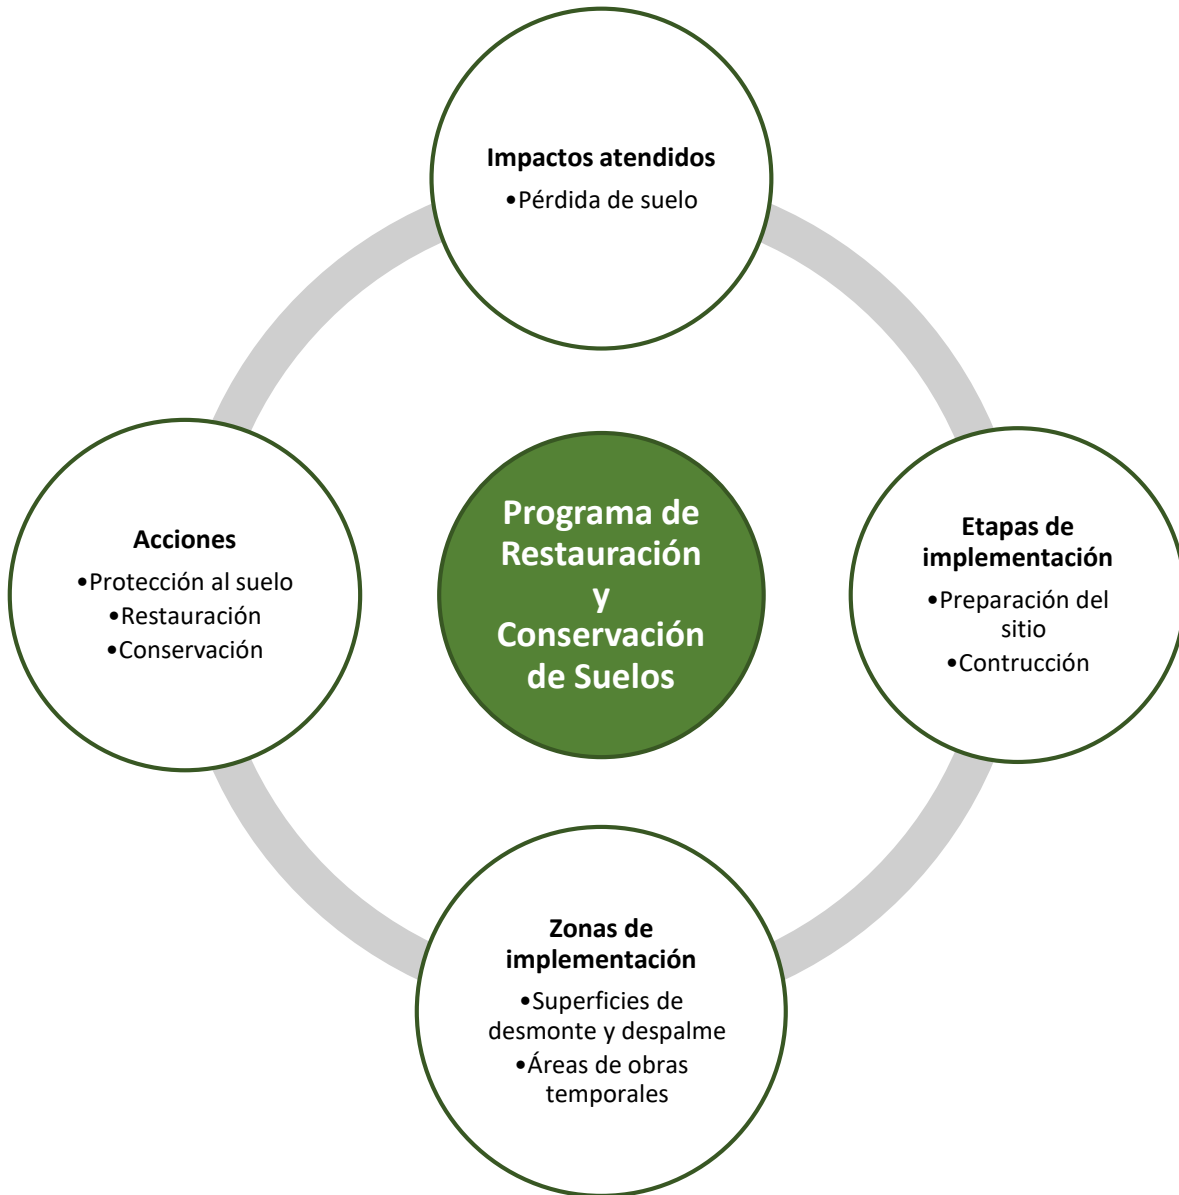 Impactos atendidos
•Pérdida de suelo
Acciones
•Protección al suelo
•Restauración
•Conservación
Programa de
Restauración
y
Conservación
de Suelos
Etapas de
implementación
•Preparación del
sitio
•Contrucción
Zonas de
implementación
•Superficies de
desmonte y despalme
•Áreas de obras
temporales